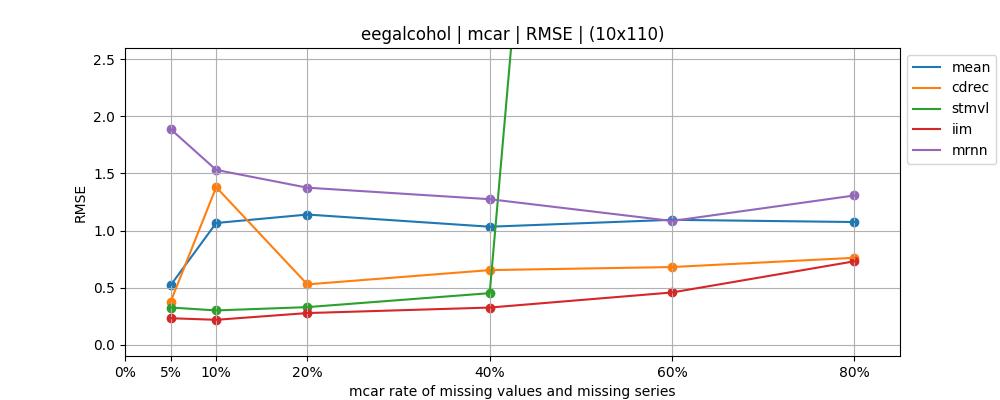 eegalcohol | mcar | RMSE | (10x110)
RMSE
2.5
2.0
1.5
1.0
0.5
0.0
0% 5% 10% 20% 40% 60% 80%
mcar rate of missing values and missing series
mean
cdrec
stmvl
iim
mrnn